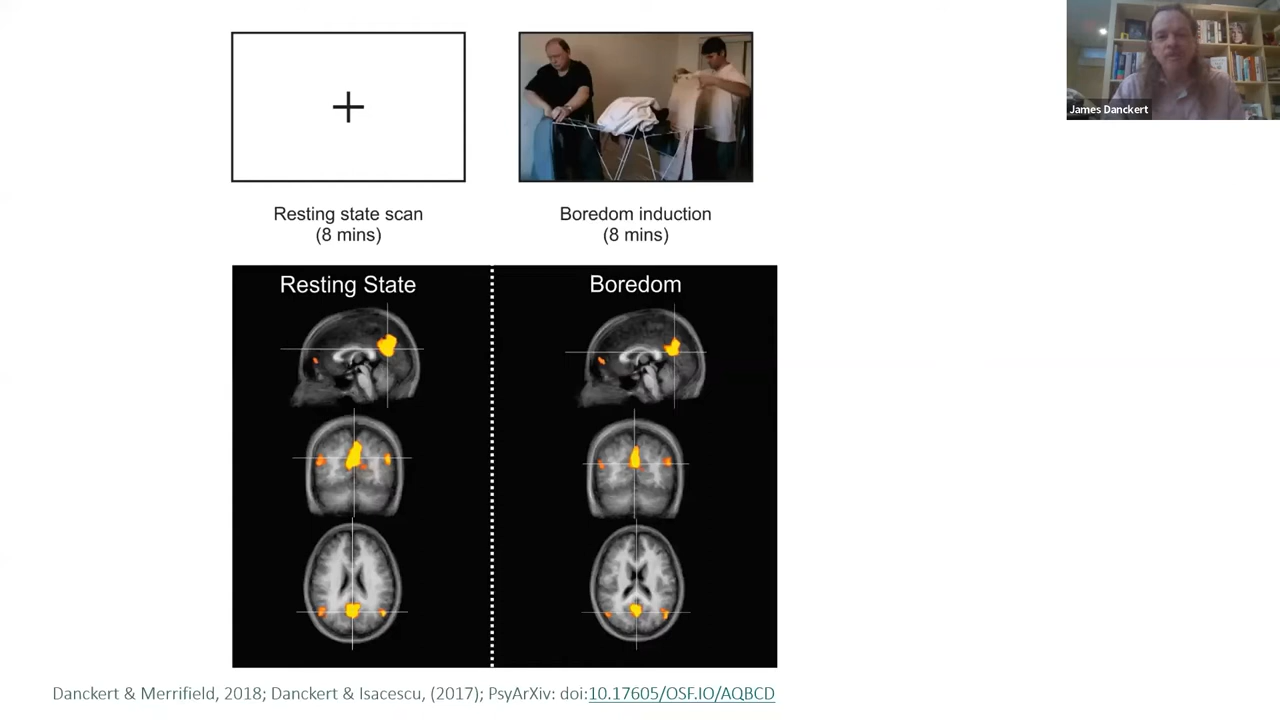 James Danckert
Resting state scan
(8 mins)
Boredom induction
(8 mins)
Resting State
Boredom
Danckert & Merrifield, 2018; Danckert & Isacescu, (2017); PsyArXiv: doi:10.17605/OSF.IO/AQBCD